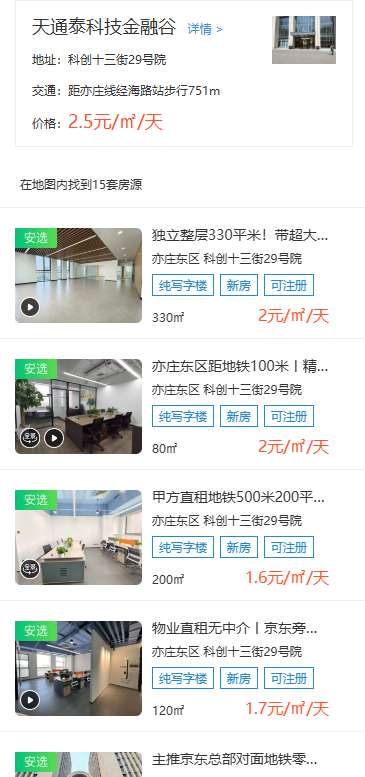 天通泰科技金融谷 详情 >
地址：科创十三街29号院
交通：距亦庄线经海路站步行751m
价格：2.5元/㎡/天
在地图内找到15套房源
安选
独立整层330平米！带超大...
亦庄东区 科创十三街29号院
纯写字楼 新房 可注册
330㎡ 2元/㎡/天
安选
亦庄东区距地铁100米丨精...
亦庄东区 科创十三街29号院
纯写字楼 新房 可注册
80㎡ 2元/㎡/天
安选
甲方直租地铁500米200平...
亦庄东区 科创十三街29号院
纯写字楼 新房 可注册
200㎡ 1.6元/㎡/天
安选
物业直租无中介丨京东旁...
亦庄东区 科创十三街29号院
纯写字楼 新房 可注册
120㎡ 1.7元/㎡/天
安选
主推京东总部对面地铁零...